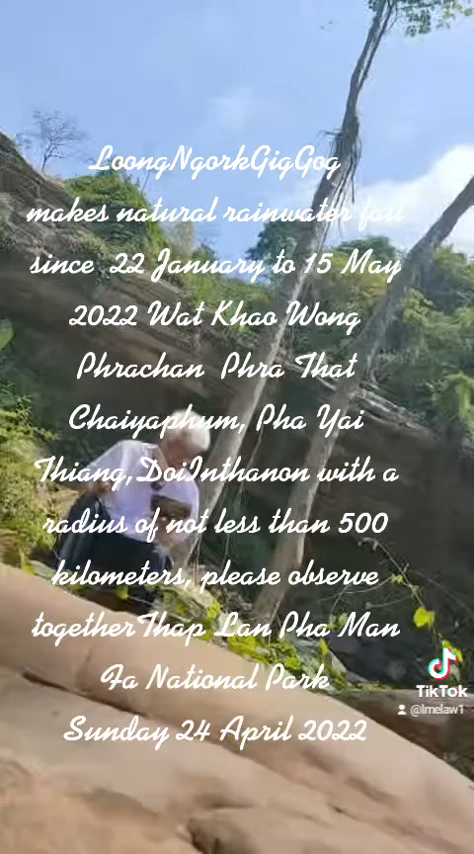 LoongNgorkGigGog
makes natural rainwater fall
since 22 January to 15 May
2022 Wat Khao Wong
Phrachan Phra That
Chaiyaphum, Pha Yai
Thiang,DoiInthanon with a
radius of not less than 500
kilometers, please observe
togetherThap Lan Pha Man
Fa National Park
Sunday 24 April 2022
TikTok
@lmelaw1